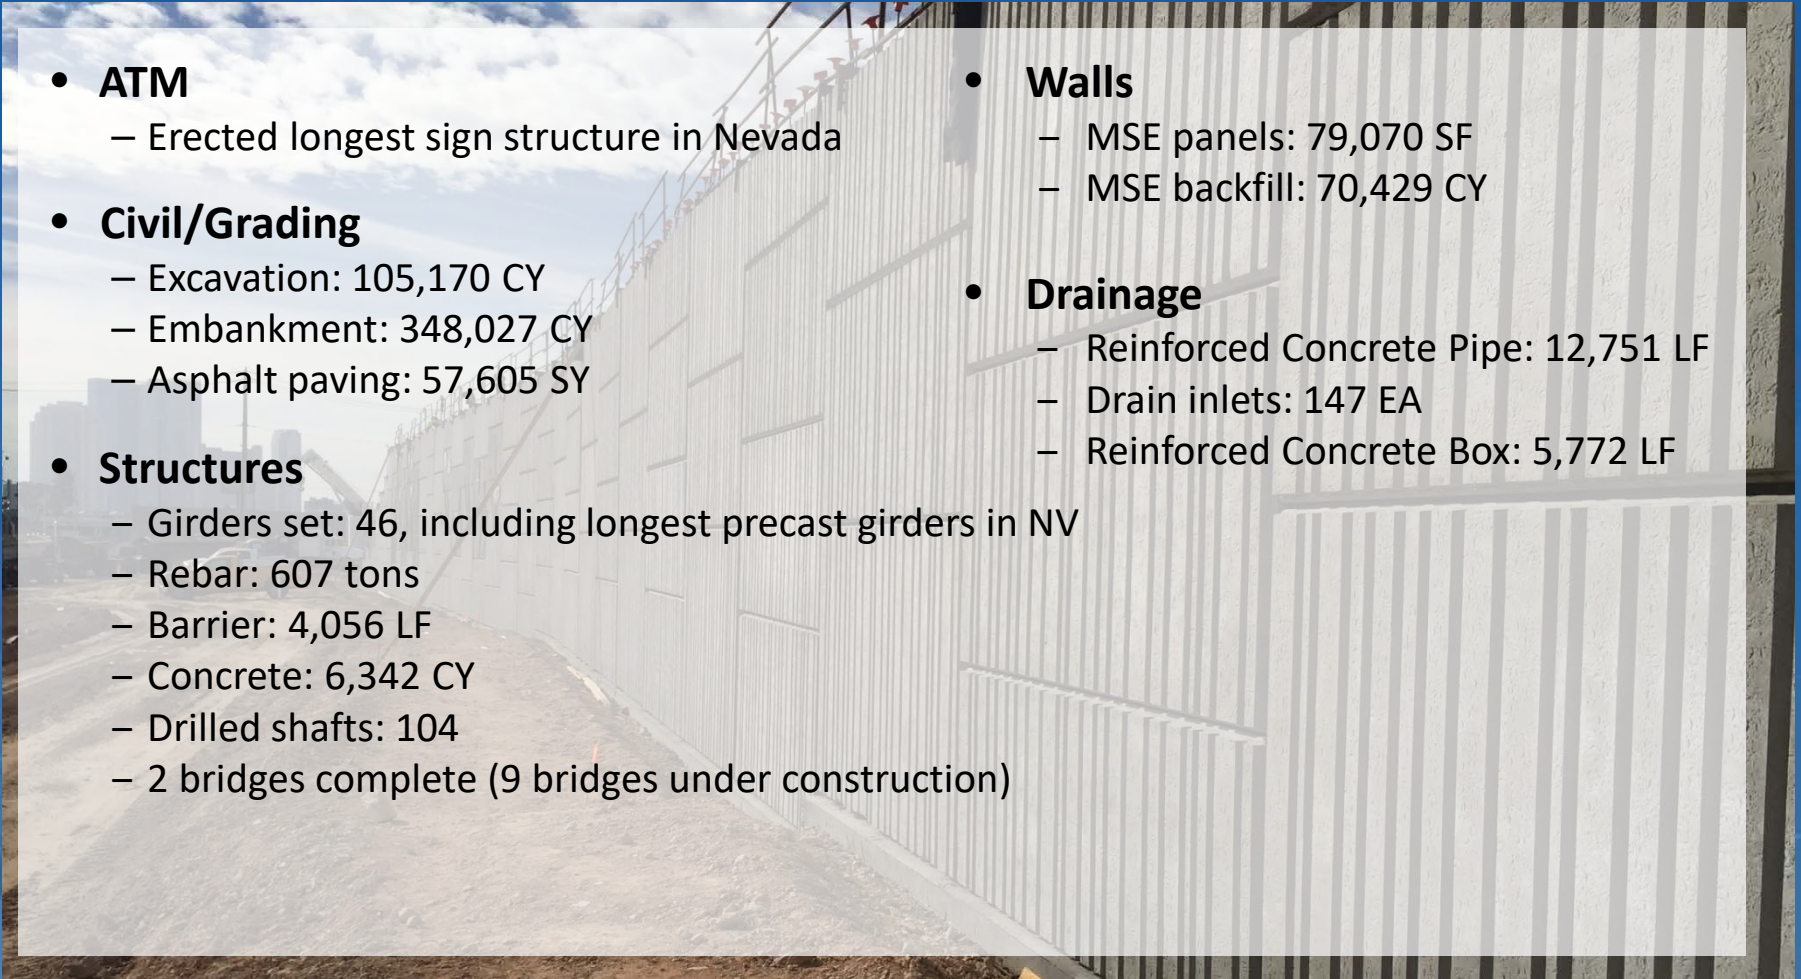 • ATM
– Erected longest sign structure in Nevada
• Civil/Grading
– Excavation: 105,170 CY
– Embankment: 348,027 CY
– Asphalt paving: 57,605 SY
• Structures
– Girders set: 46, including longest precast girders in NV
– Rebar: 607 tons
– Barrier: 4,056 LF
– Concrete: 6,342 CY
– Drilled shafts: 104
– 2 bridges complete (9 bridges under construction)
• Walls
– MSE panels: 79,070 SF
– MSE backfill: 70,429 CY
• Drainage
– Reinforced Concrete Pipe: 12,751 LF
– Drain inlets: 147 EA
– Reinforced Concrete Box: 5,772 LF